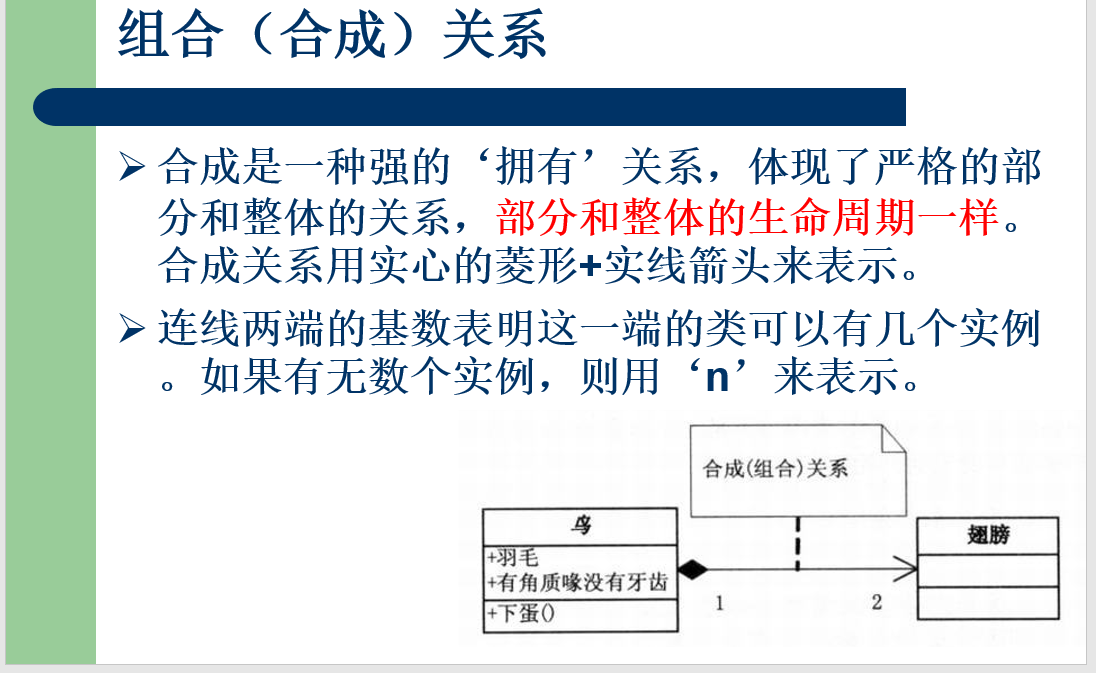 组合（合成）关系
合成是一种强的‘拥有’关系，体现了严格的部
分和整体的关系，部分和整体的生命周期一样。
合成关系用实心的菱形+实线箭头来表示。
连线两端的基数表明这一端的类可以有几个实例
。如果有无数个实例，则用‘n’来表示。
合成(组合)关系
鸟
+羽毛
+有角质喙没有牙齿
+下蛋()
1
2
翅膀